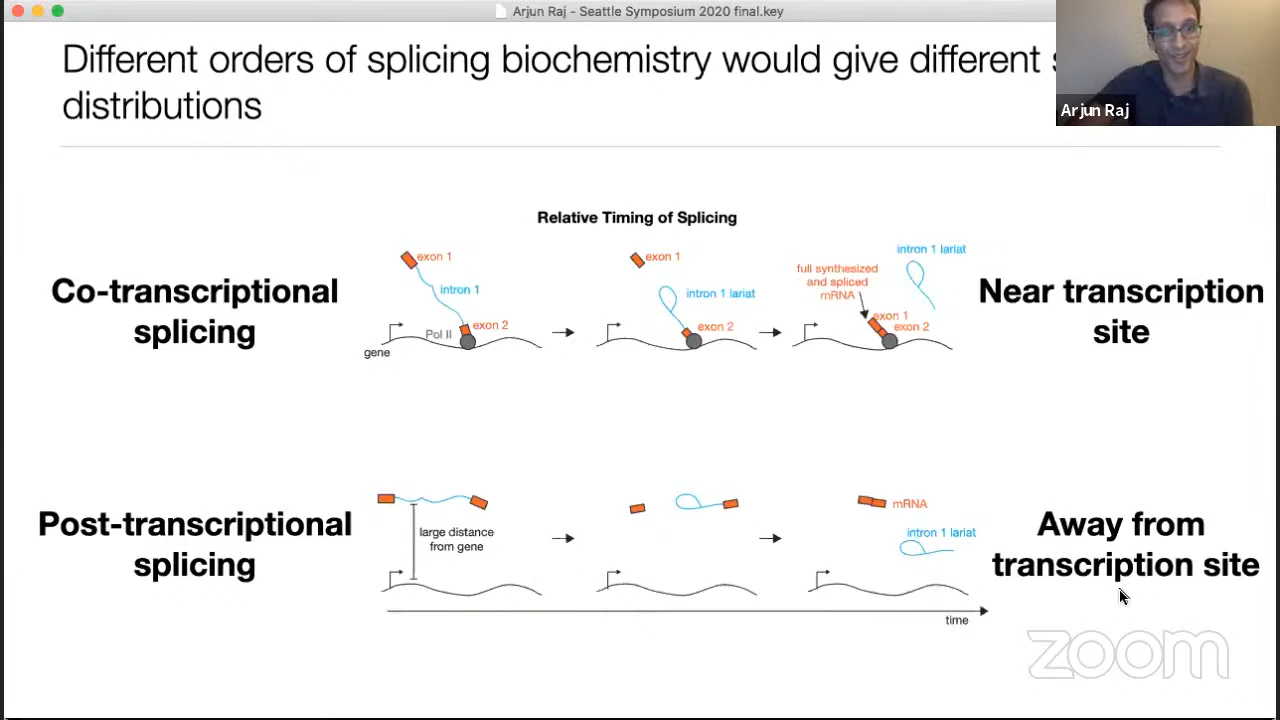 Arjun Raj - Seattle Symposium 2020 final.key
Different orders of splicing biochemistry would give different
distributions
Arjun Raj
Relative Timing of Splicing
Co-transcriptional
splicing
exon 1
intron 1
Pol II
exon 2
gene
exon 1
intron 1 lariat
exon 2
intron 1 lariat
full synthesized
and spliced
mRNA
exon 1
exon 2
Near transcription
site
Post-transcriptional
splicing
large distance
from gene
mRNA
intron 1 lariat
Away from
transcription site
time
zoom